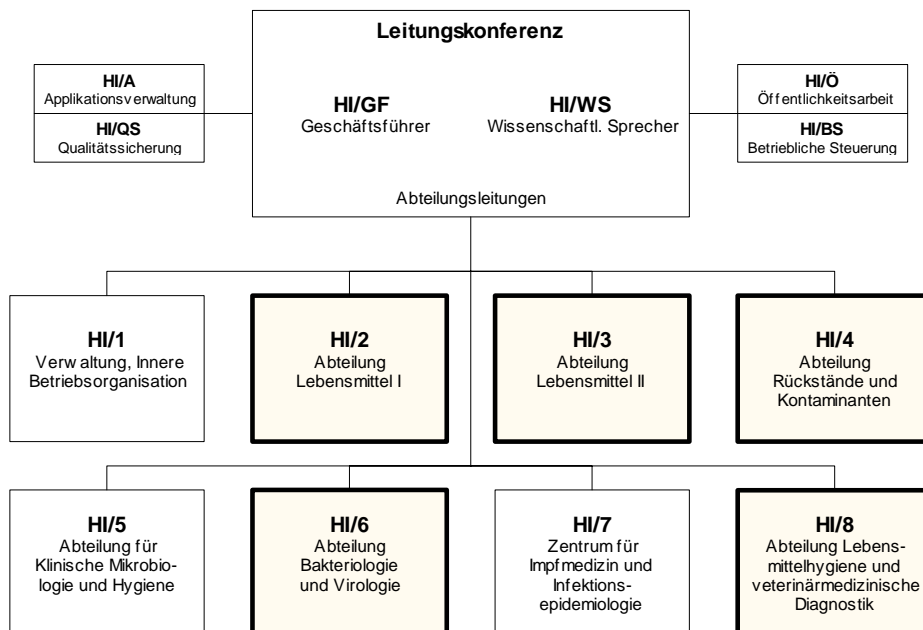 Leitungskonferenz
HI/A
Applikationsverwaltung
HI/QS
Qualitätssicherung
HI/GF
Geschäftsführer
HI/WS
Wissenschaftl. Sprecher
HI/Ö
Öffentlichkeitsarbeit
HI/BS
Betriebliche Steuerung
Abteilungsleitungen
HI/1
Verwaltung, Innere
Betriebsorganisation
HI/2
Abteilung
Lebensmittel I
HI/3
Abteilung
Lebensmittel II
HI/4
Abteilung
Rückstände und
Kontaminanten
HI/5
Abteilung für
Klinische Mikrobio-
logie und Hygiene
HI/6
Abteilung
Bakteriologie
und Virologie
HI/7
Zentrum für
Impfmedizin und
Infektions-
epidemiologie
HI/8
Abteilung Lebens-
mittelhygiene und
veterinärmedizinische
Diagnostik